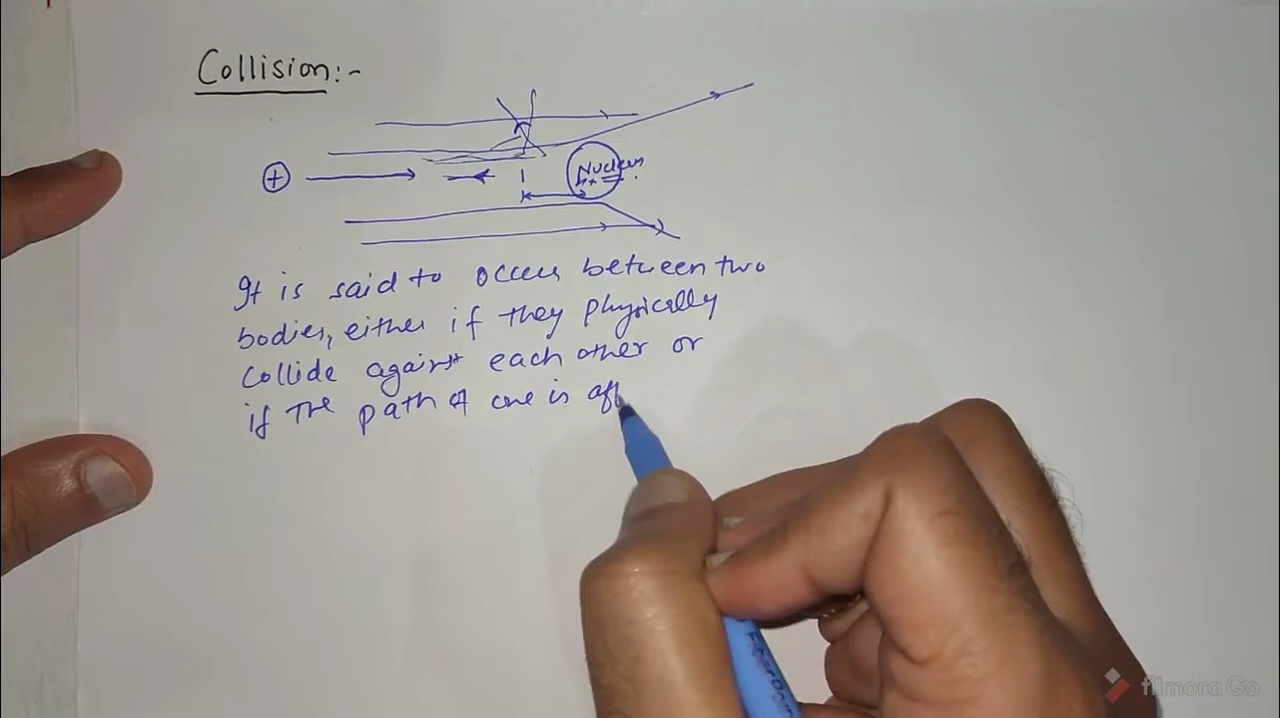 Collision:-
+
Nucleus
It is said to occur between two
bodies, either if they physically
collide against each other or
if the path of one is aff
filmora Go